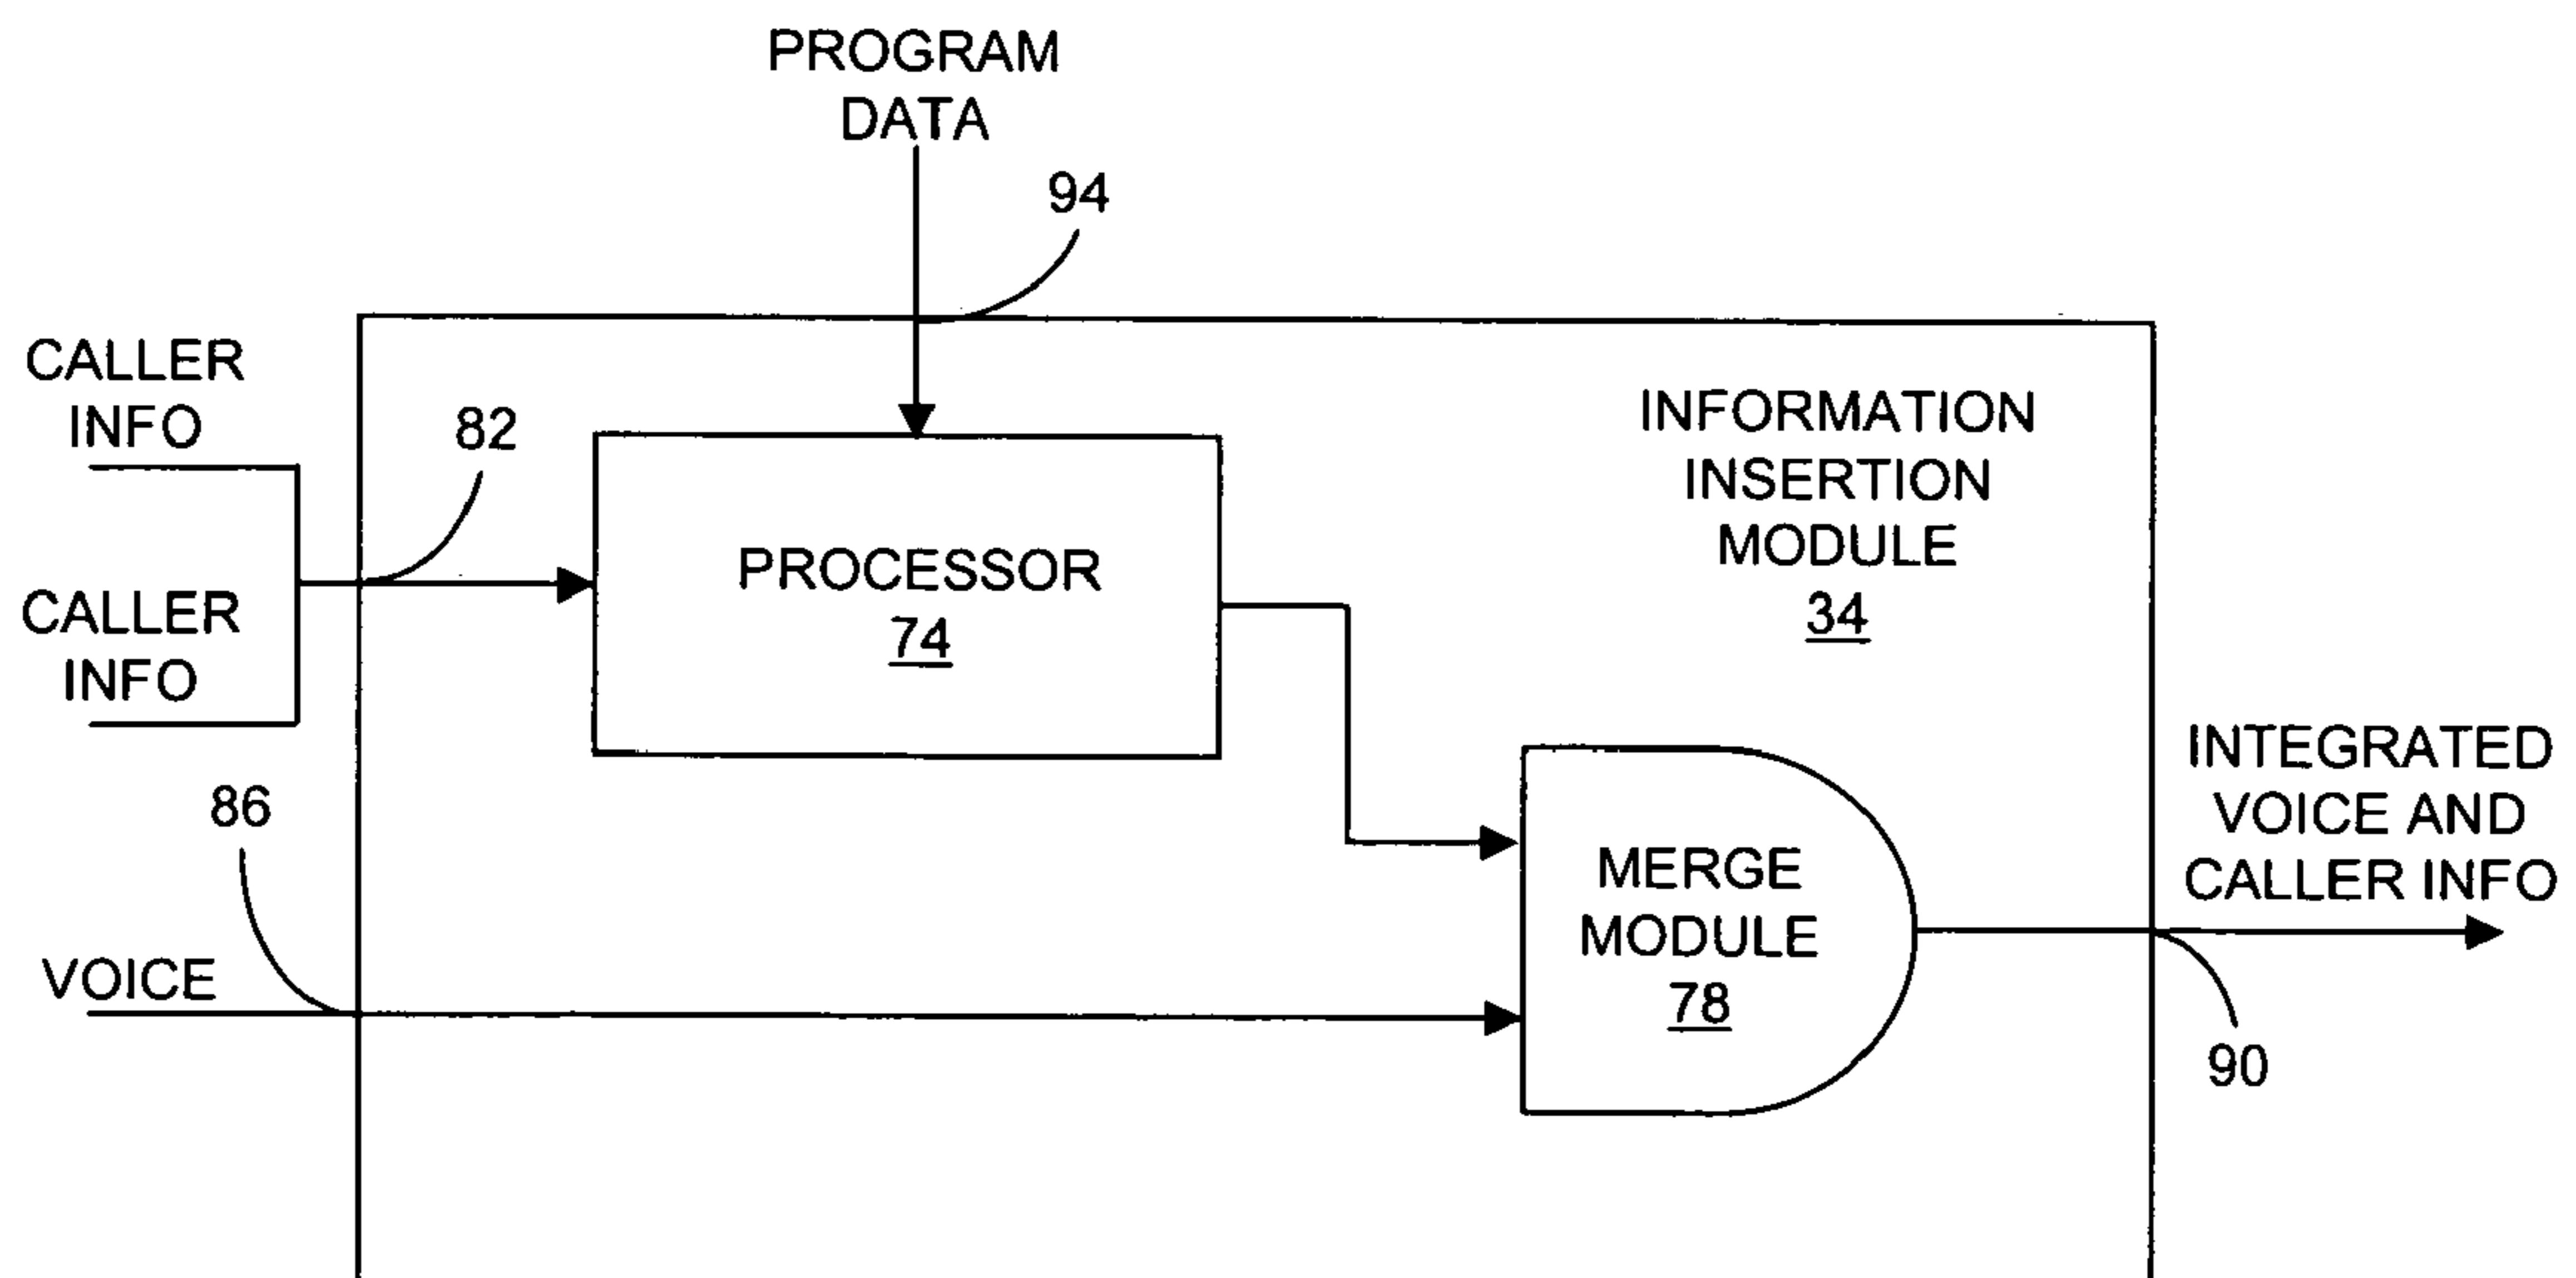 PROGRAM
DATA
94
CALLER
INFO
82
INFORMATION
INSERTION
MODULE
34
PROCESSOR
74
CALLER
INFO
86
INTEGRATED
VOICE AND
CALLER INFO
MERGE
MODULE
78
VOICE
90